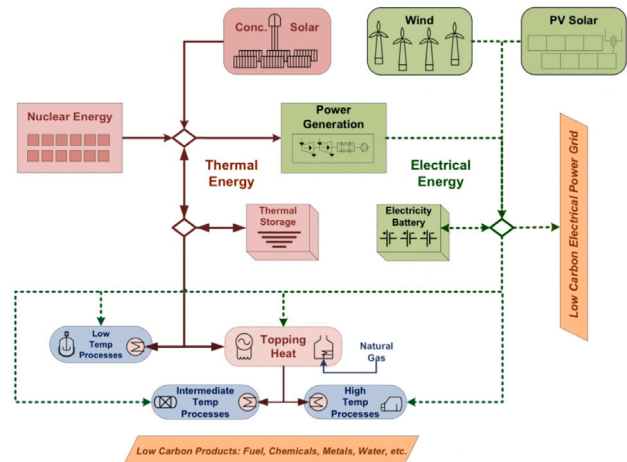 Conc. Solar
Wind
PV Solar
Nuclear Energy
Power
Generation
Thermal
Energy
Electrical
Energy
Thermal
Storage
Electricity
Battery
Low Carbon Electrical Power Grid
Low
Temp
Processes
Topping
Heat
Natural
Gas
Intermediate
Temp
Processes
High
Temp
Processes
Low Carbon Products: Fuel, Chemicals, Metals, Water, etc.